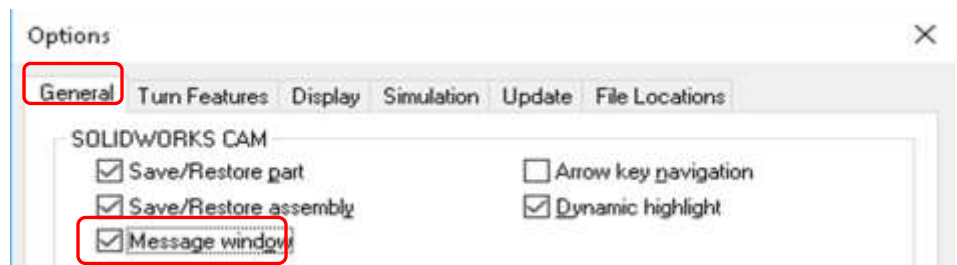 Options
General Turn Features Display Simulation Update File Locations
SOLIDWORKS CAM
Save/Restore part Arrow key navigation
Save/Restore assembly Dynamic highlight
Message window